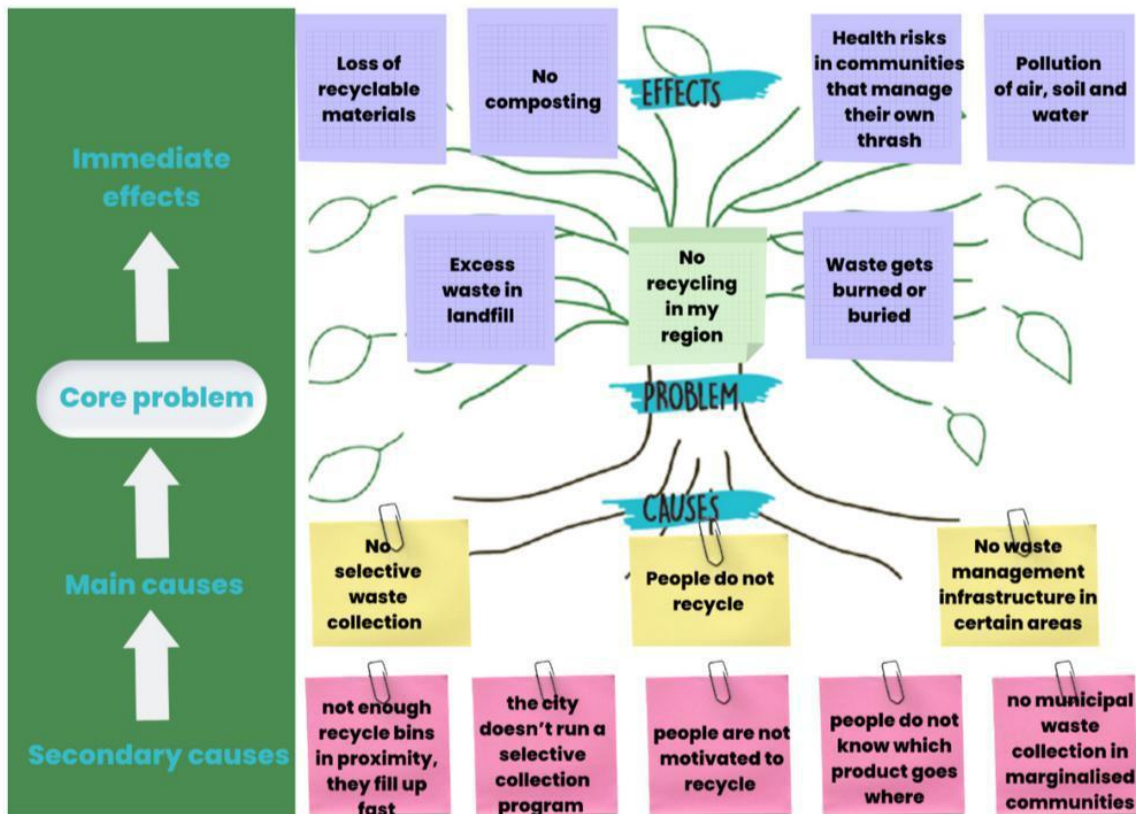 Loss of
recyclable
materials
No
composting
EFFECTS
Health risks
in communities
that manage
their own
thrash
Pollution
of air, soil and
water
Immediate
effects
Excess
waste in
landfill
No
recycling
in my
region
Waste gets
burned or
buried
Core problem
PROBLEM
CAUSES
Main causes
No
selective
waste
collection
People do not
recycle
No waste
management
infrastructure in
certain areas
Secondary causes
not enough
recycle bins
in proximity,
they fill up
fast
the city
doesn't run a
selective
collection
program
people are not
motivated to
recycle
people do not
know which
product goes
where
no municipal
waste
collection in
marginalised
communities